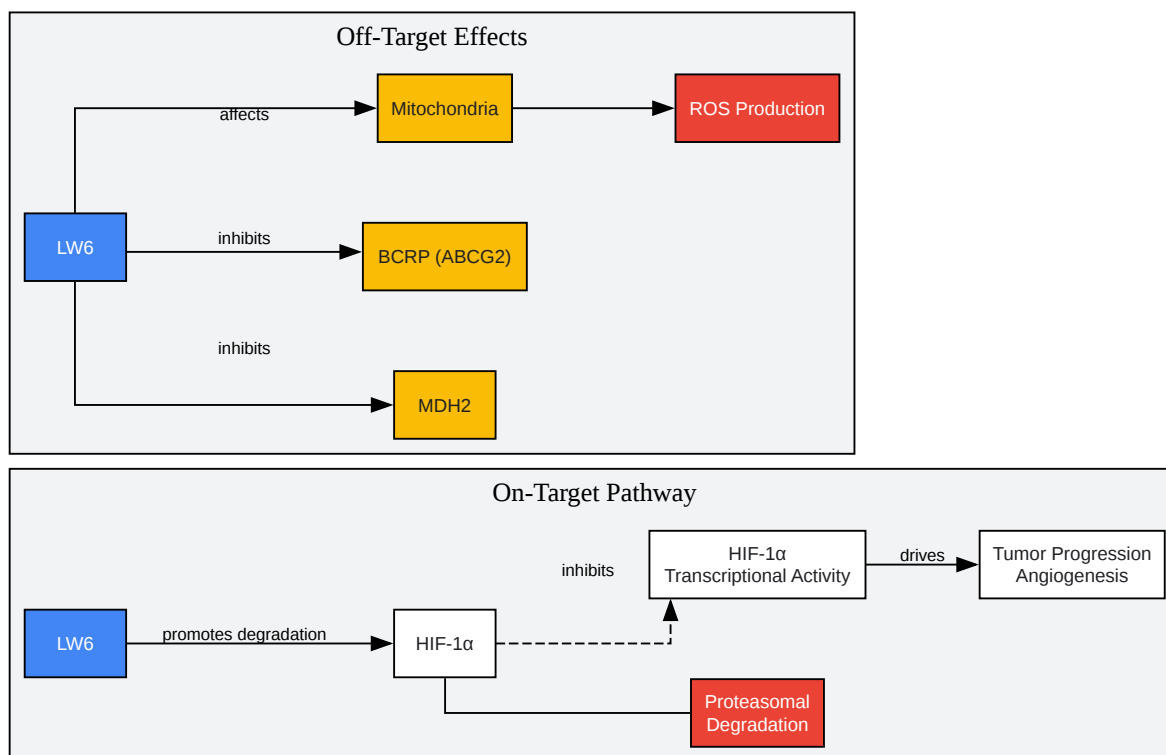 Off-Target Effects
affects
Mitochondria
ROS Production
LW6
inhibits
BCRP (ABCG2)
inhibits
MDH2
On-Target Pathway
inhibits
HIF-1α
Transcriptional Activity
drives
Tumor Progression
Angiogenesis
LW6
promotes degradation
HIF-1α
Proteasomal
Degradation